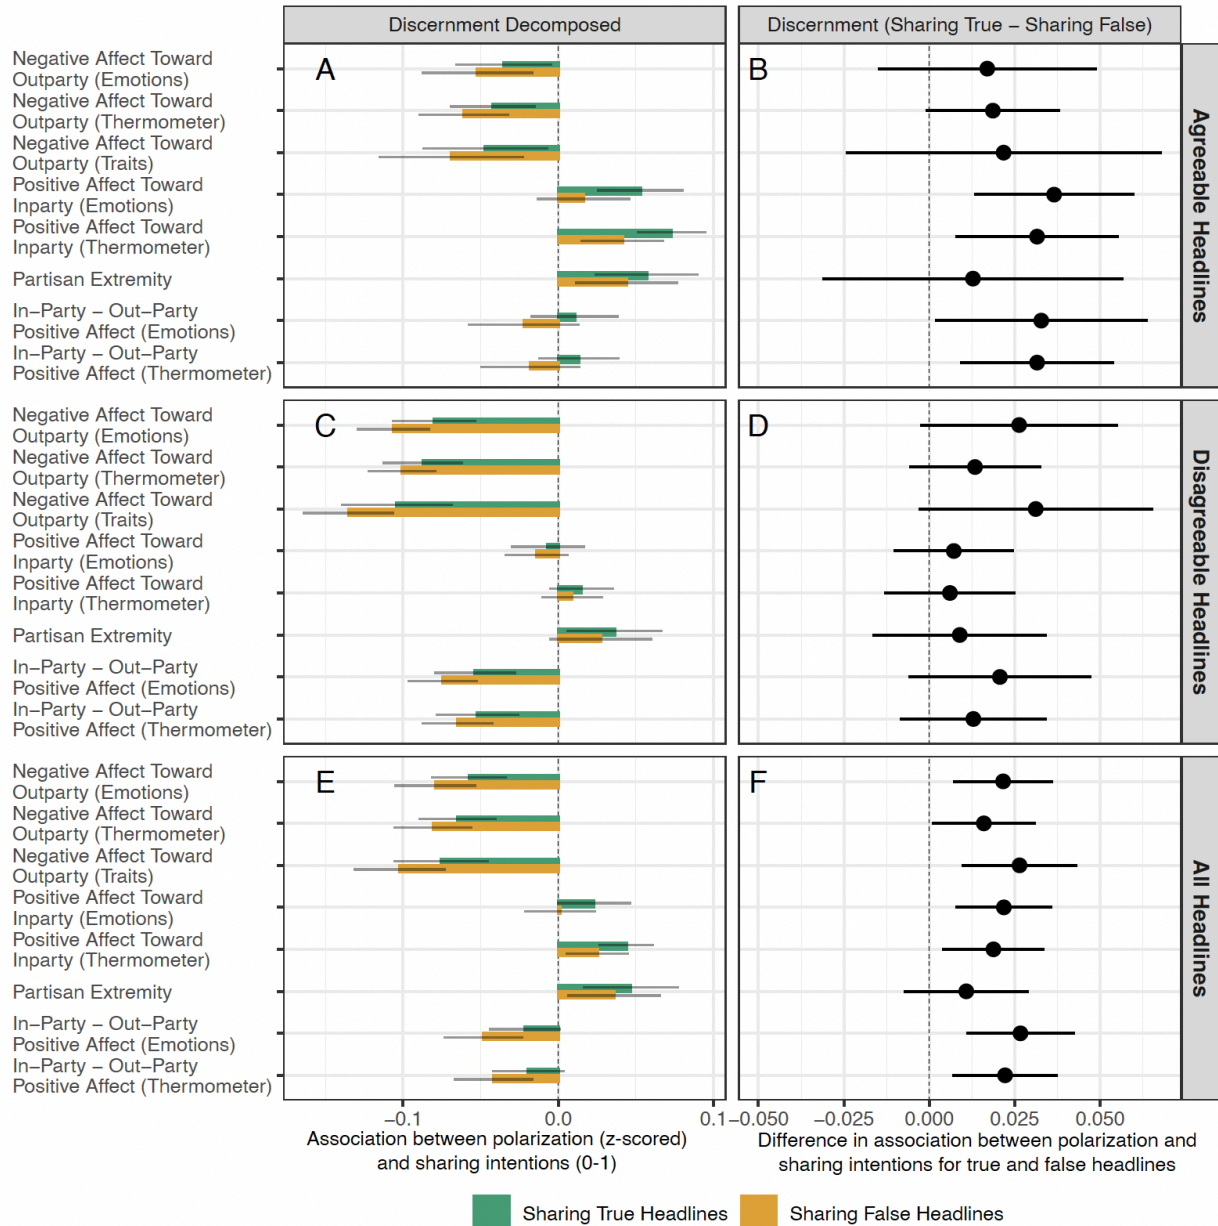 Discernment Decomposed
Discernment (Sharing True − Sharing False)
A
B
Negative Affect Toward
Outparty (Emotions)
Negative Affect Toward
Outparty (Thermometer)
Negative Affect Toward
Outparty (Traits)
Positive Affect Toward
Inparty (Emotions)
Positive Affect Toward
Inparty (Thermometer)
Partisan Extremity
In−Party − Out−Party
Positive Affect (Emotions)
In−Party − Out−Party
Positive Affect (Thermometer)
Agreeable Headlines
C
D
Negative Affect Toward
Outparty (Emotions)
Negative Affect Toward
Outparty (Thermometer)
Negative Affect Toward
Outparty (Traits)
Positive Affect Toward
Inparty (Emotions)
Positive Affect Toward
Inparty (Thermometer)
Partisan Extremity
In−Party − Out−Party
Positive Affect (Emotions)
In−Party − Out−Party
Positive Affect (Thermometer)
Disagreeable Headlines
E
F
Negative Affect Toward
Outparty (Emotions)
Negative Affect Toward
Outparty (Thermometer)
Negative Affect Toward
Outparty (Traits)
Positive Affect Toward
Inparty (Emotions)
Positive Affect Toward
Inparty (Thermometer)
Partisan Extremity
In−Party − Out−Party
Positive Affect (Emotions)
In−Party − Out−Party
Positive Affect (Thermometer)
All Headlines
−0.1 0.0 0.1
−0.050 −0.025 0.000 0.025 0.050
Association between polarization (z-scored)
and sharing intentions (0-1)
Difference in association between polarization and
sharing intentions for true and false headlines
Sharing True Headlines
Sharing False Headlines